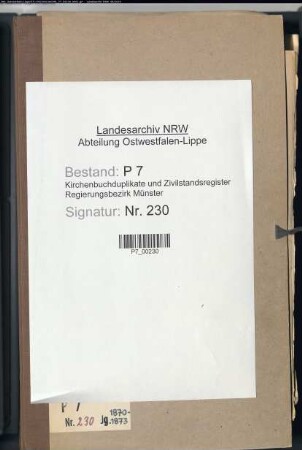 Landesarchiv NRW
Abteilung Ostwestfalen-Lippe
Bestand: P 7
Kirchenbuchduplikate und Zivilstandsregister
Regierungsbezirk Münster
Signatur: Nr. 230
P7_00230
P 7
Nr. 230 Jg. 1870-1873